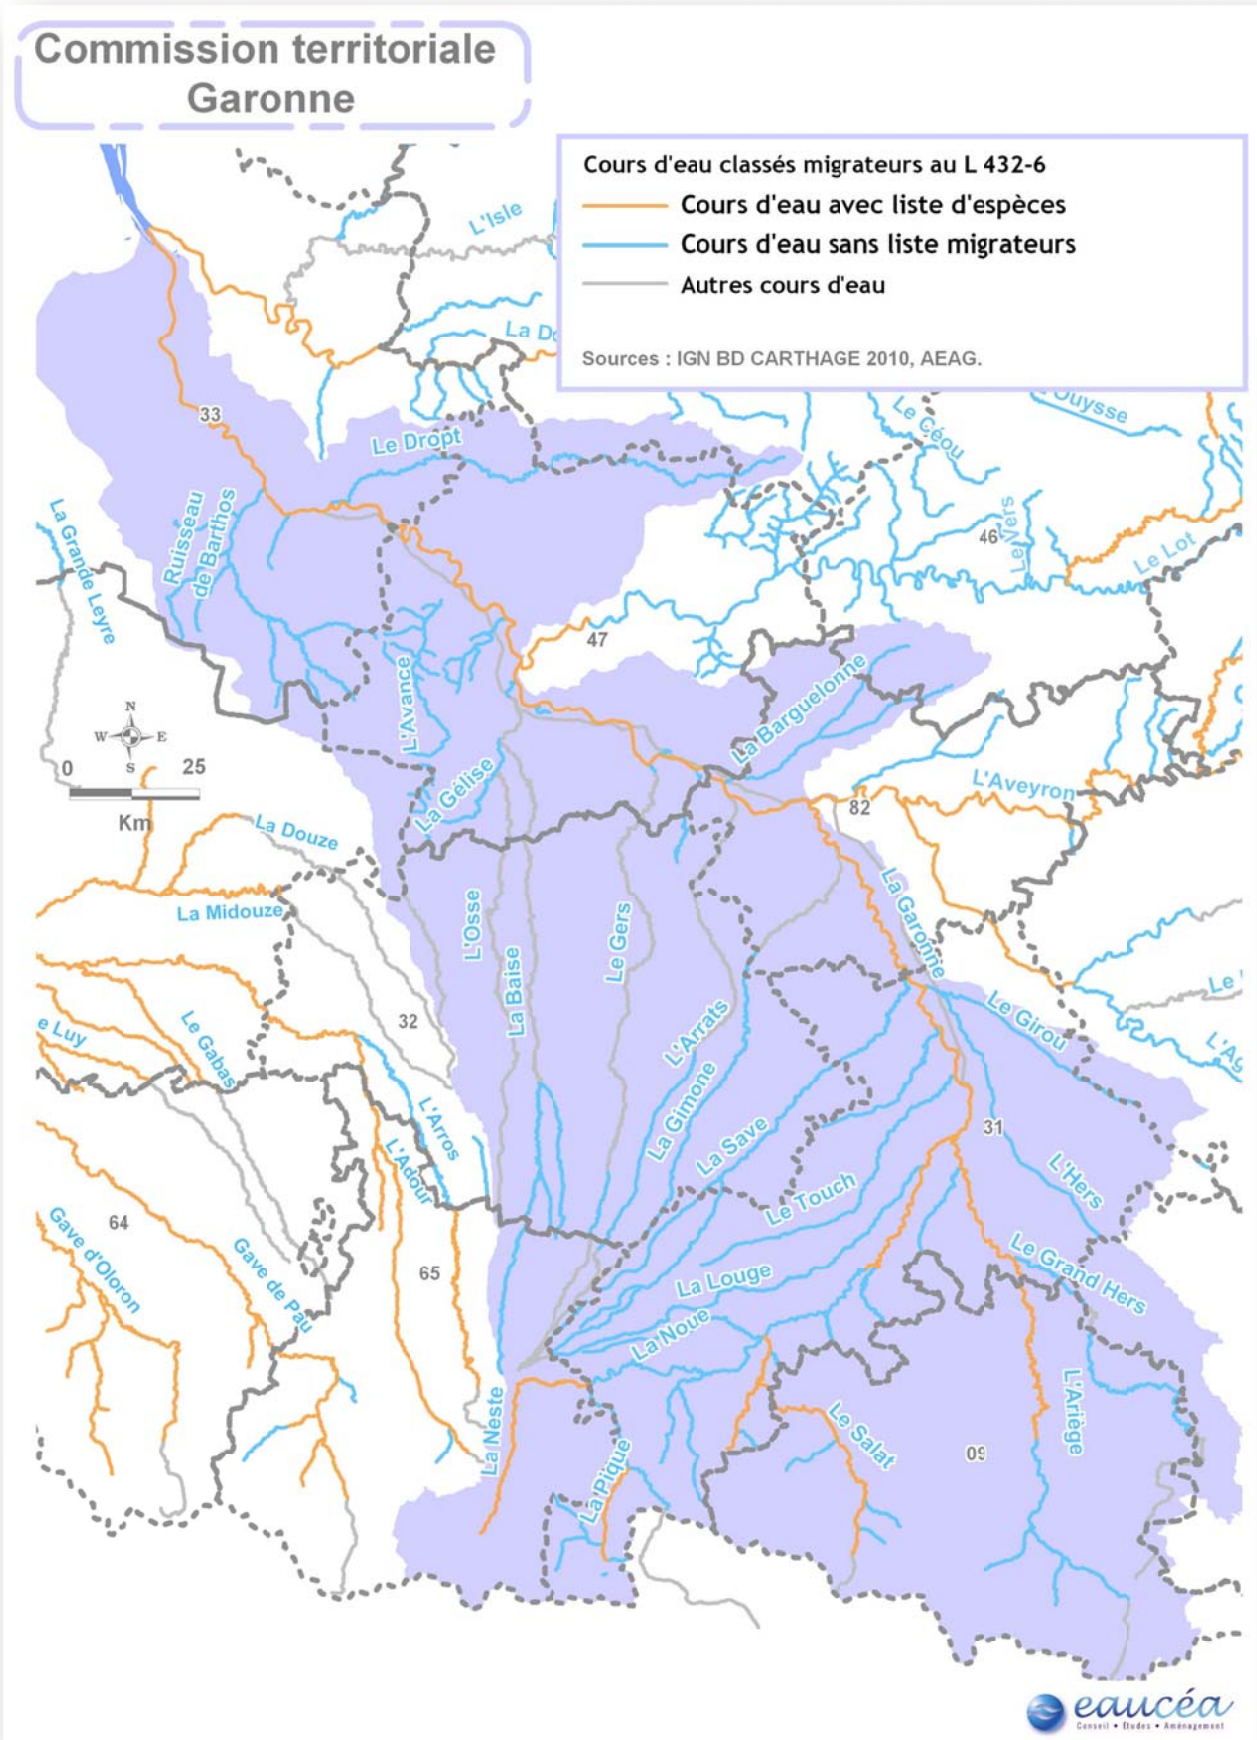 Commission territoriale
Garonne
Cours d'eau classés migrateurs au L 432-6
Cours d'eau avec liste d'espèces
Cours d'eau sans liste migrateurs
Autres cours d'eau
Sources : IGN BD CARTHAGE 2010, AEAG.
L'Isle
La D
Ouysse
Le Céou
33
Le Dropt
La Grande Leyre
Ruisseau
de Barthos
46
Le Vers
Le Lot
47
L'Avance
La Barguelonne
N
W E
S
0 25
Km
La Gélise
L'Aveyron
82
La Douze
La Midouze
L'Osse
La Baïse
Le Gers
La Garonne
32
Le Gabas
e Luy
L'Arrats
La Gimone
La Save
Le Girou
Le
L'Ag
L'Arros
L'Adour
31
L'Hers
Le Touch
64
Gave d'Oloron
Gave de Pau
65
La Louge
La Noue
Le Grand Hers
La Neste
La Pique
Le Salat
09
L'Ariège
eaucéa
Conseil • Etudes • Aménagement